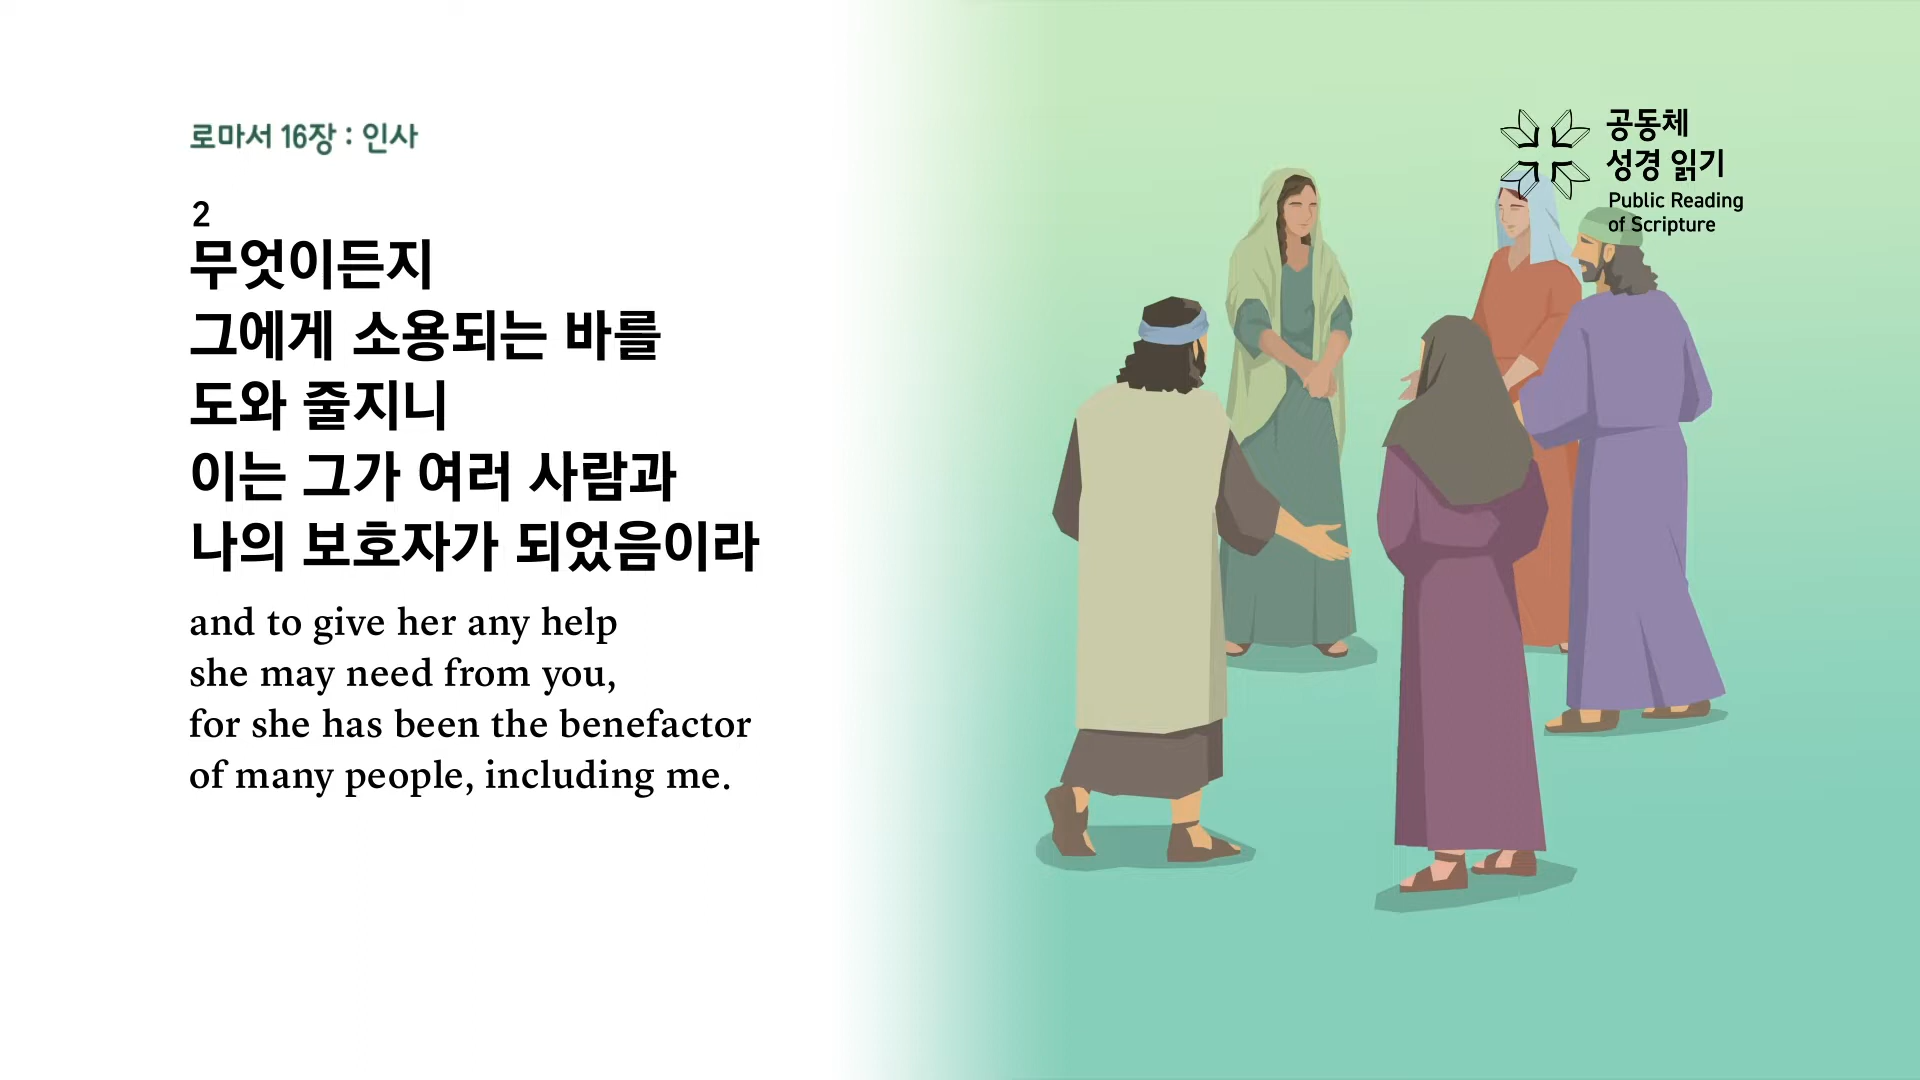 로마서 16장 : 인사
2
무엇이든지
그에게 소용되는 바를
도와 줄지니
이는 그가 여러 사람과
나의 보호자가 되었음이라
and to give her any help
she may need from you,
for she has been the benefactor
of many people, including me.
공동체
성경 읽기
Public Reading
of Scripture